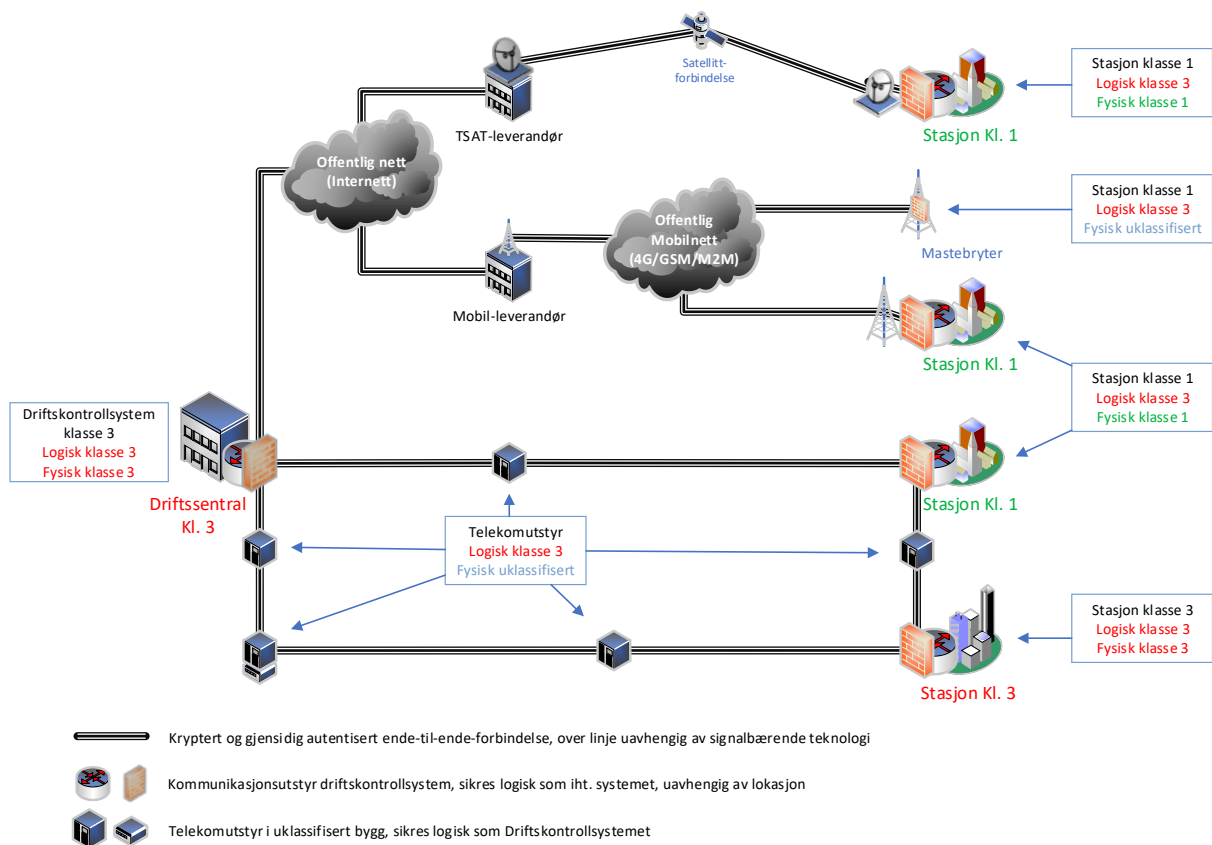 Satellitt-
forbindelse
Stasjon klasse 1
Logisk klasse 3
Fysisk klasse 1
TSAT-leverandør
Stasjon Kl. 1
Offentlig nett
(Internett)
Stasjon klasse 1
Logisk klasse 3
Fysisk uklassifisert
Offentlig
Mobilnett
(4G/GSM/M2M)
Mastebryter
Mobil-leverandør
Stasjon Kl. 1
Stasjon klasse 1
Logisk klasse 3
Fysisk klasse 1
Driftskontrollsystem
klasse 3
Logisk klasse 3
Fysisk klasse 3
Driftssentral
Kl. 3
Stasjon Kl. 1
Telekomutstyr
Logisk klasse 3
Fysisk uklassifisert
Stasjon klasse 3
Logisk klasse 3
Fysisk klasse 3
Stasjon Kl. 3
Kryptert og gjensidig autentisert ende-til-ende-forbindelse, over linje uavhengig av signalbærende teknologi
Kommunikasjonsutstyr driftskontrollsystem, sikres logisk som iht. systemet, uavhengig av lokasjon
Telekomutstyr i uklassifisert bygg, sikres logisk som Driftskontrollsystemet